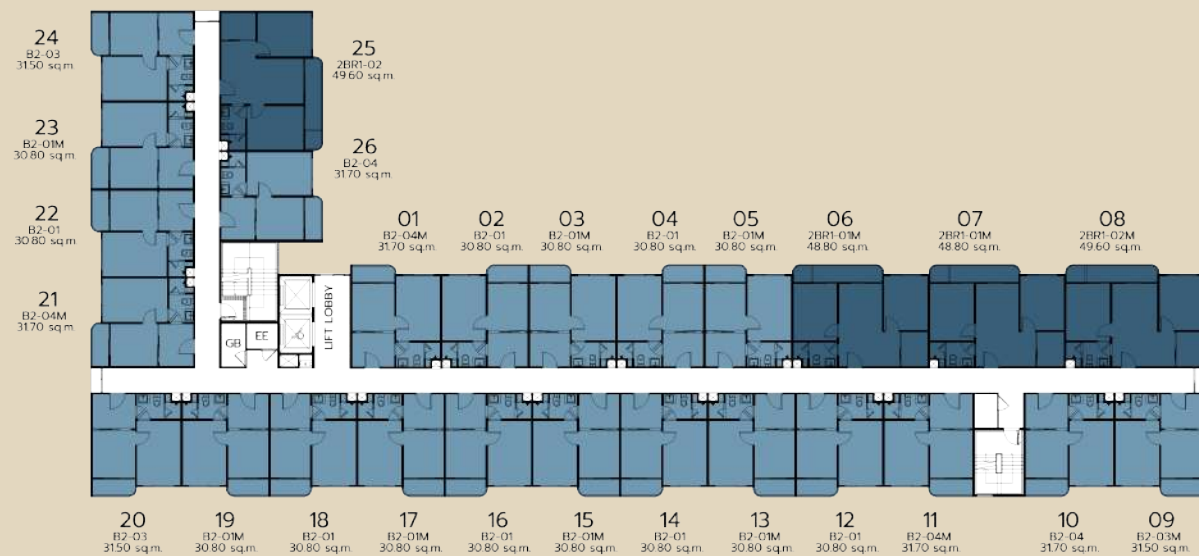 24
B2-03
31.50 sq.m.
25
2BR1-02
49.60 sq.m.
23
B2-01M
30.80 sq.m.
26
B2-04
31.70 sq.m.
22
B2-01
30.80 sq.m.
21
B2-04M
31.70 sq.m.
01
B2-04M
31.70 sq.m.
02
B2-01
30.80 sq.m.
03
B2-01M
30.80 sq.m.
04
B2-01
30.80 sq.m.
05
B2-01M
30.80 sq.m.
06
2BR1-01M
48.80 sq.m.
07
2BR1-01M
48.80 sq.m.
08
2BR1-02M
49.60 sq.m.
GB
EE
LIFT LOBBY
20
B2-03
31.50 sq.m.
19
B2-01M
30.80 sq.m.
18
B2-01
30.80 sq.m.
17
B2-01M
30.80 sq.m.
16
B2-01
30.80 sq.m.
15
B2-01M
30.80 sq.m.
14
B2-01
30.80 sq.m.
13
B2-01M
30.80 sq.m.
12
B2-01
30.80 sq.m.
11
B2-04M
31.70 sq.m.
10
B2-04
31.70 sq.m.
09
B2-03M
31.50 sq.m.